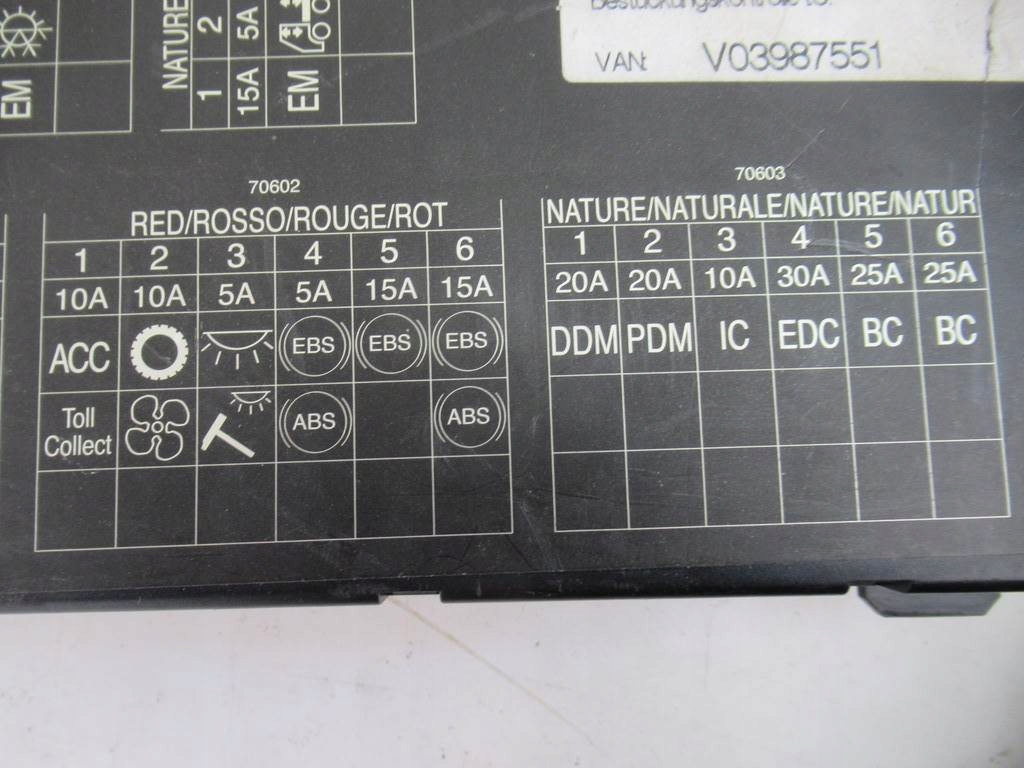 EM
NATURE
1 2
15A 5A
EM
VAN: V03987551
70602
RED/ROSSO/ROUGE/ROT
1 2 3 4 5 6
10A 10A 5A 5A 15A 15A
ACC EBS EBS EBS
Toll
Collect ABS ABS
70603
NATURE/NATURALE/NATURE/NATUR
1 2 3 4 5 6
20A 20A 10A 30A 25A 25A
DDM PDM IC EDC BC BC